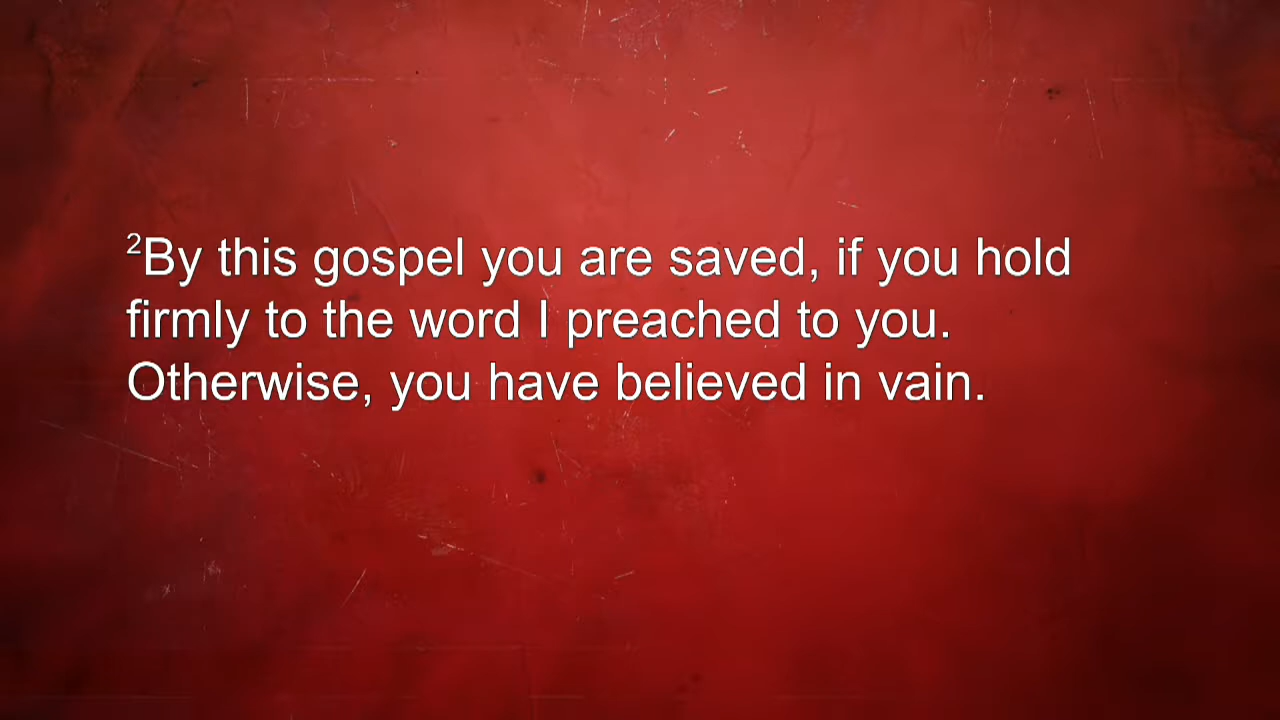 ²By this gospel you are saved, if you hold
firmly to the word I preached to you.
Otherwise, you have believed in vain.